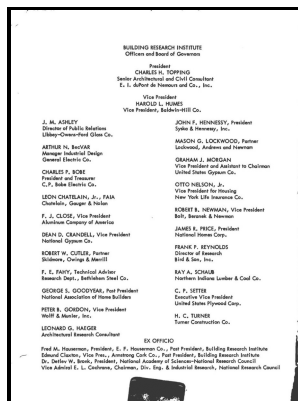 BUILDING RESEARCH INSTITUTE
Officers and Board of Governors
President
CHARLES H. TOPPING
Senior Architectural and Civil Consultant
E. I. duPont de Nemours and Co., Inc.
Vice President
HAROLD L. HUMES
Vice President, Baldwin-Hill Co.
J. M. ASHLEY
Director of Public Relations
Libbey-Owens-Ford Glass Co.
ARTHUR N. BecVAR
Manager Industrial Design
General Electric Co.
CHARLES F. BOBE
President and Treasurer
C.F. Bobe Electric Co.
LEON CHATELAIN, Jr., FAIA
Chatelain, Gauger & Nolan
F. J. CLOSE, Vice President
Aluminum Company of America
DEAN D. CRANDELL, Vice President
National Gypsum Co.
ROBERT W. CUTLER, Partner
Skidmore, Owings & Merrill
F. E. FAHY, Technical Advisor
Research Dept., Bethlehem Steel Co.
GEORGE S. GOODYEAR, Past President
National Association of Home Builders
PETER B. GORDON, Vice President
Wolff & Munier, Inc.
LEONARD G. HAEGER
Architectural Research Consultant
JOHN F. HENNESSY, President
Syska & Hennessy, Inc.
MASON G. LOCKWOOD, Partner
Lockwood, Andrews and Newnam
GRAHAM J. MORGAN
Vice President and Assistant to Chairman
United States Gypsum Co.
OTTO NELSON, Jr.
Vice President for Housing
New York Life Insurance Co.
ROBERT B. NEWMAN, Vice President
Bolt, Beranek & Newman
JAMES R. PRICE, President
National Homes Corp.
FRANK P. REYNOLDS
Director of Research
Bird & Son, Inc.
RAY A. SCHAUB
Northern Indiana Lumber & Coal Co.
C. P. SETTER
Executive Vice President
United States Plywood Corp.
H. C. TURNER
Turner Construction Co.
EX OFFICIO
Fred M. Hauserman, President, E. F. Hauserman Co., Past President, Building Research Institute
Edmund Claxton, Vice Pres., Armstrong Cork Co., Past President, Building Research Institute
Dr. Detlev W. Bronk, President, National Academy of Sciences-National Research Council
Vice Admiral E. L. Cochrane, Chairman, Div. Eng. & Industrial Research, National Research Council